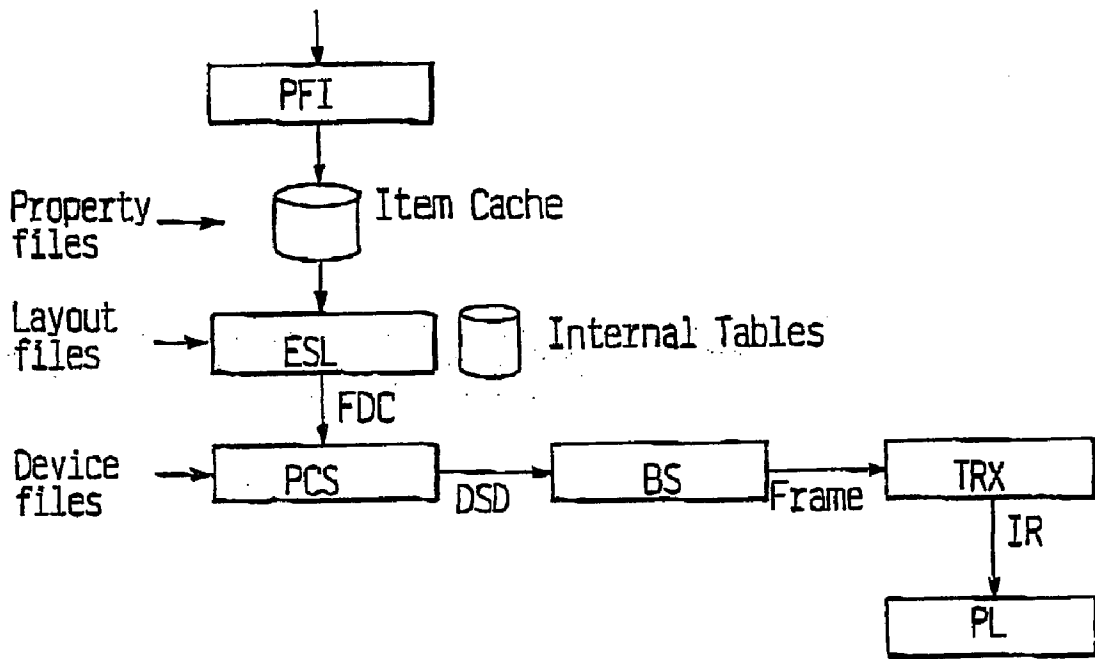 PFI
Property
files
Item Cache
Layout
files
ESL
Internal Tables
FDC
Device
files
PCS
DSD
BS
Frame
TRX
IR
PL